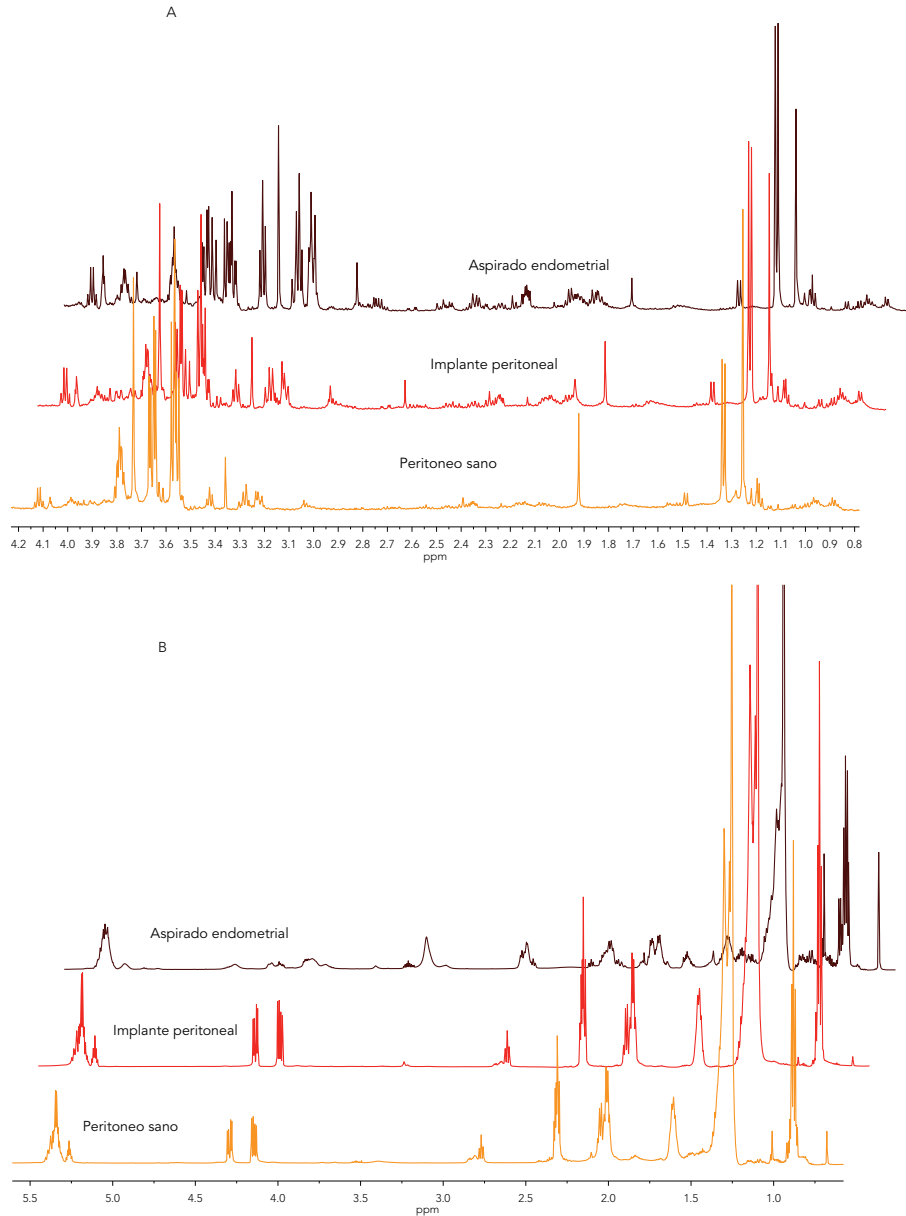 A
Aspirado endometrial
Implante peritoneal
Peritoneo sano
4.2 4.1 3.9 3.8 3.7 3.6 3.5 3.4 3.3 3.2 3.1 3.0 2.9 2.8 2.7 2.6 2.5 2.4 2.3 2.2 2.1 2.0 1.9 1.8 1.7 1.6 1.5 1.4 1.3 1.2 1.1 1.0 0.9 0.8
ppm
B
Aspirado endometrial
Implante peritoneal
Peritoneo sano
5.5 5.0 4.5 4.0 3.5 3.0 2.5 2.0 1.5 1.0
ppm